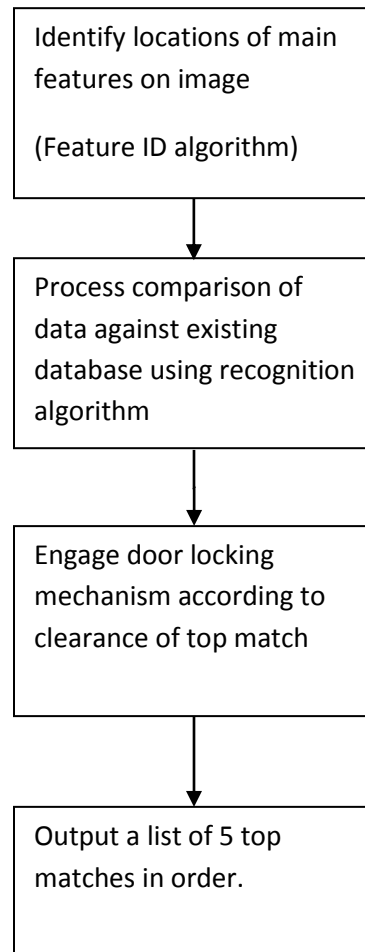 Identify locations of main
features on image
(Feature ID algorithm)
Process comparison of
data against existing
database using recognition
algorithm
Engage door locking
mechanism according to
clearance of top match
Output a list of 5 top
matches in order.